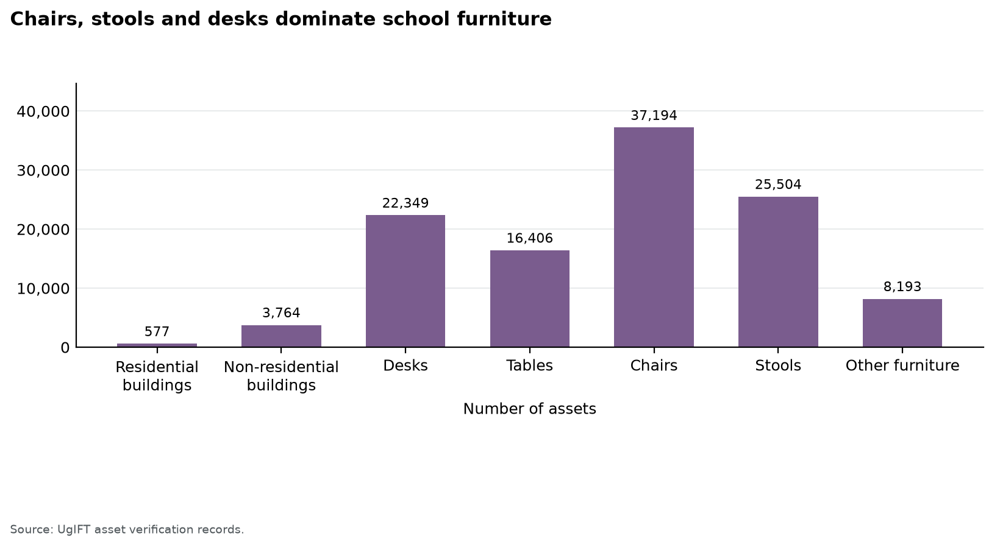 Chairs, stools and desks dominate school furniture
40,000
30,000
20,000
10,000
0
577
3,764
22,349
16,406
37,194
25,504
8,193
Residential
buildings
Non-residential
buildings
Desks
Tables
Chairs
Stools
Other furniture
Number of assets
Source: UgIFT asset verification records.